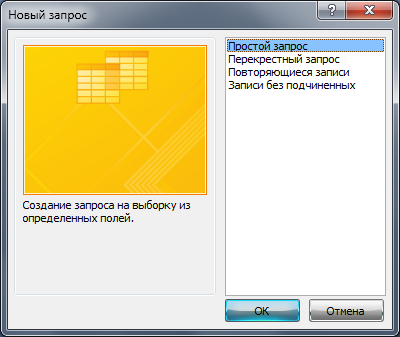 Новый запрос
Простой запрос
Перекрестный запрос
Повторяющиеся записи
Записи без подчиненных
Создание запроса на выборку из
определенных полей.
OK
Отмена